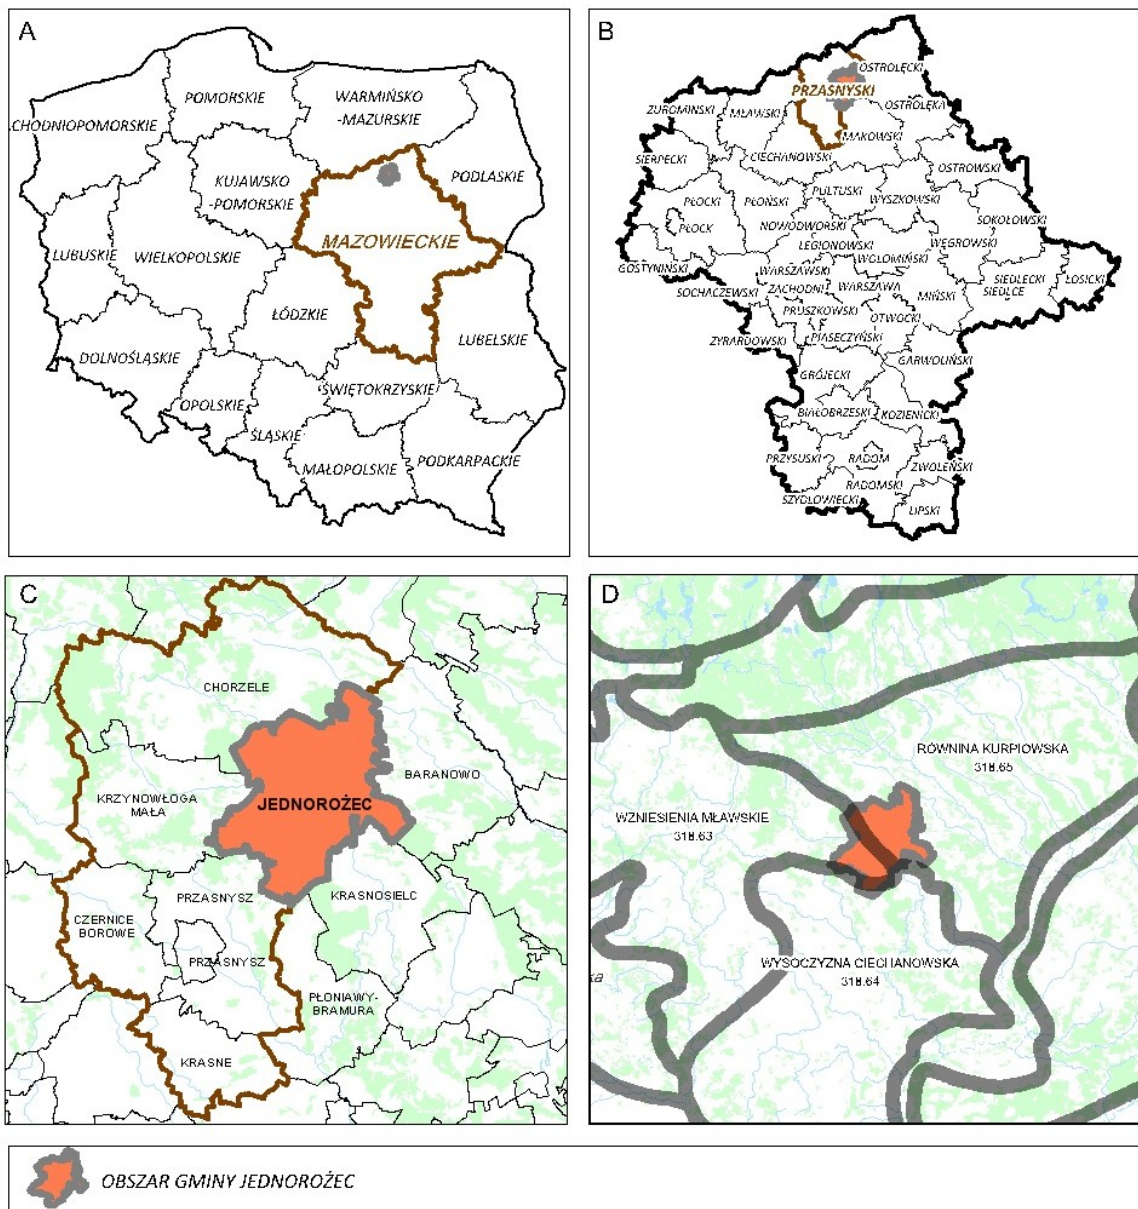 A
POMORSKIE
WARMIŃSKO
-MAZURSKIE
CHODNIOPOMORSKIE
KUJAWSKO
-POMORSKIE
PODLASKIE
MAZOWIECKIE
LUBUSKIE
WIELKOPOLSKIE
ŁÓDZKIE
LUBELSKIE
DOLNOŚLĄSKIE
OPOLSKIE
ŚWIĘTOKRZYSKIE
ŚLĄSKIE
MAŁOPOLSKIE
PODKARPACKIE
B
OSTROŁĘCKI
PRZASNYSKI
ŻUROMIŃSKI
MŁAWSKI
OSTROŁĘKA
MAKOWSKI
SIERPECKI
CIECHANOWSKI
OSTROWSKI
PUŁTUSKI
PŁOCKI
PŁOŃSKI
WYSZKOWSKI
PŁOCK
NOWODWORSKI
SOKOŁOWSKI
LEGIONOWSKI
WĘGROWSKI
GOSTYNIŃSKI
WOŁOMIŃSKI
WARSZAWSKI
ZACHODNI
SIEDLECKI
ŁOSICKI
SOCHACZEWSKI
WARSZAWA
MIŃSKI
SIEDLCE
PRUSZKOWSKI
OTWOCKI
ŻYRARDOWSKI
PIASECZYŃSKI
GARWOLIŃSKI
GRÓJECKI
BIAŁOBRZESKI
KOZIENICKI
PRZYSUSKI
RADOM
ZWOLEŃSKI
RADOMSKI
SZYDŁOWIECKI
LIPSKI
C
CHORZELE
BARANOWO
KRZYNOWŁOGA
MAŁA
JEDNOROŻEC
PRZASNYSZ
KRASNOSIELC
CZERNICE
BOROWE
PRZASNYSZ
PŁONIAWY-
BRAMURA
KRASNE
D
RÓWNINA KURPIOWSKA
318.65
WZNIESIENIA MŁAWSKIE
318.63
WYSOCZYZNA CIECHANOWSKA
318.64
ka
OBSZAR GMINY JEDNOROŻEC